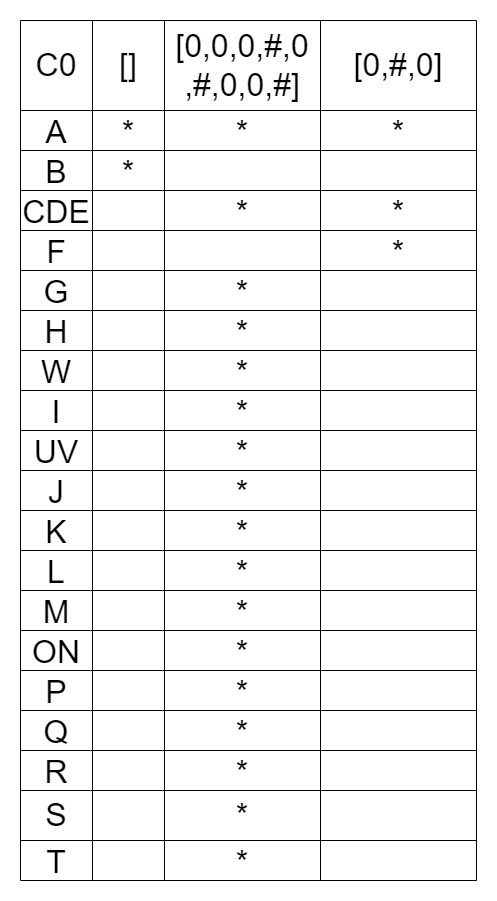 C0 [] [0,0,0,#,0 [0,#,0]
,#,0,0,#]
A * * *
B *
CDE * *
F *
G *
H *
W *
I *
UV *
J *
K *
L *
M *
ON *
P *
Q *
R *
S *
T *